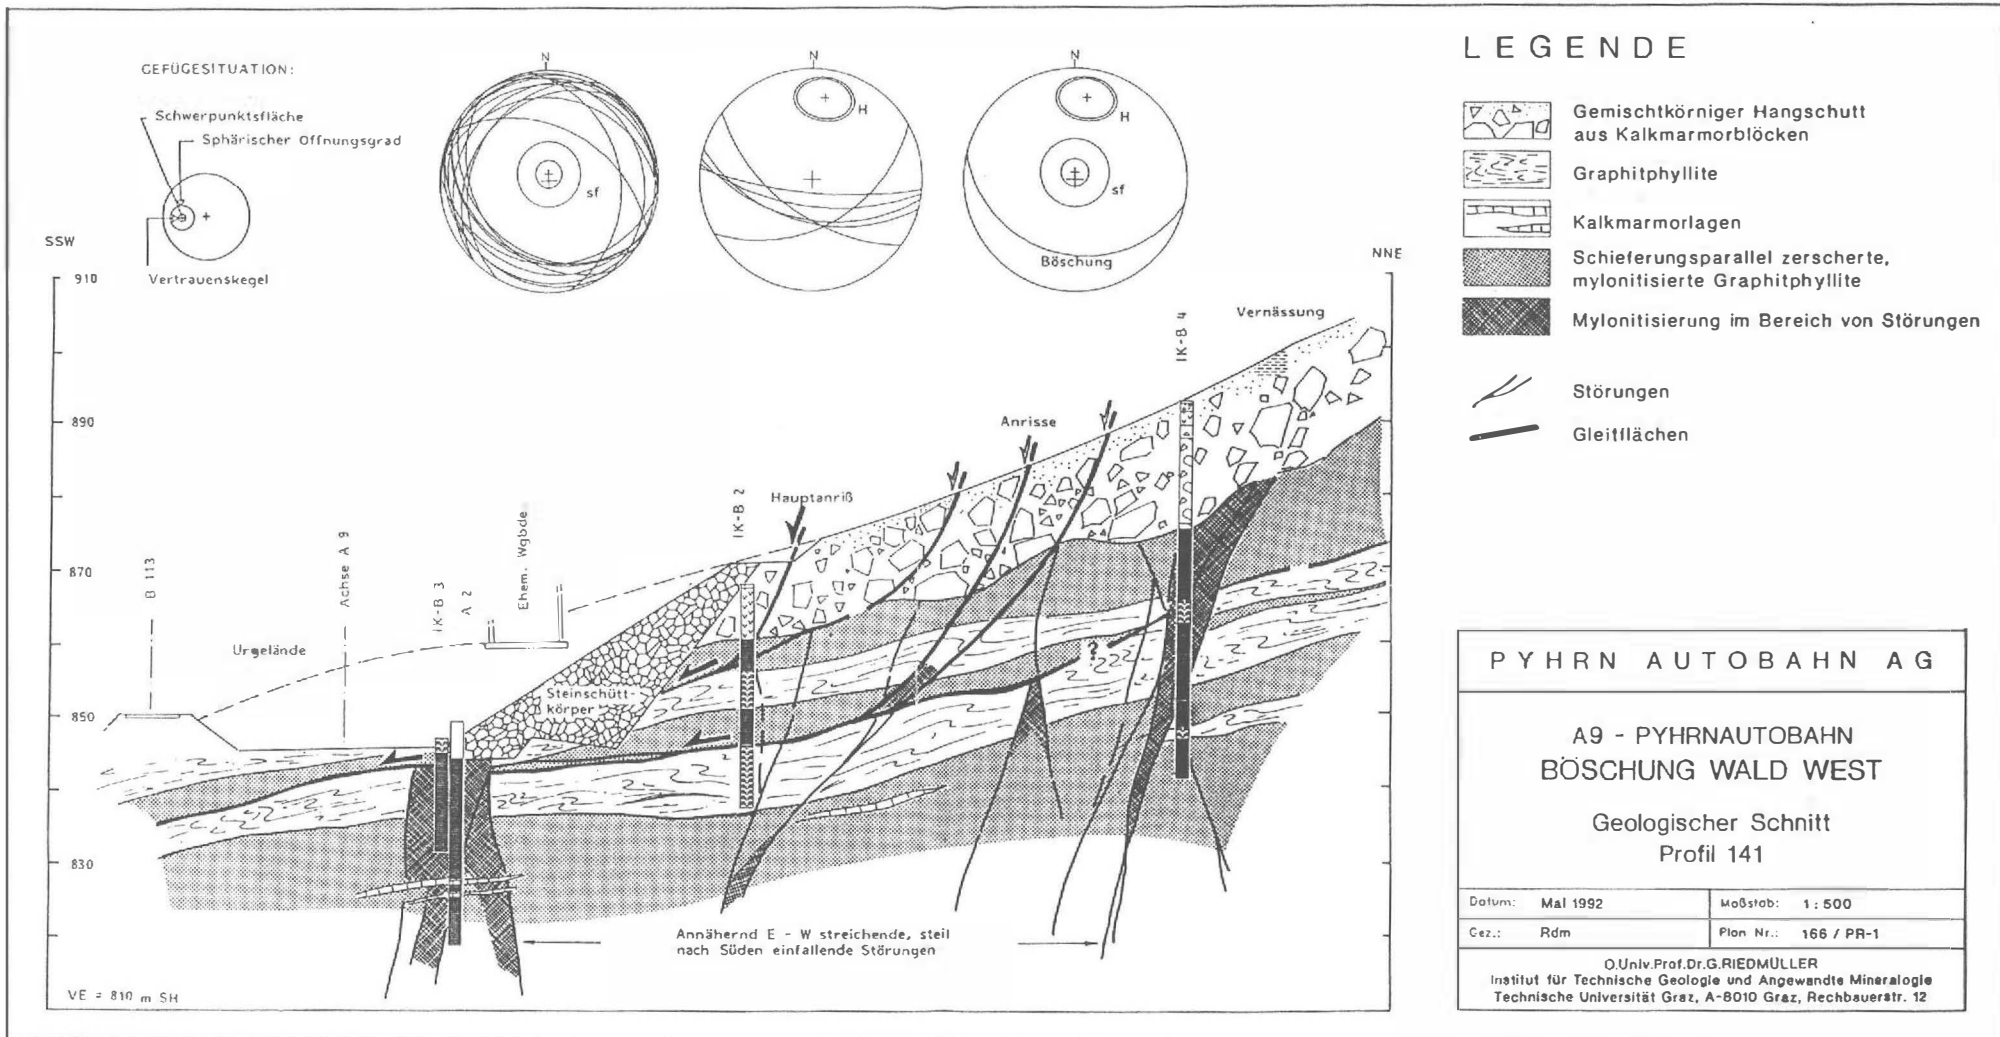 GEFÜGESITUATION:
Schwerpunktsfläche
Sphärischer Offnungsgrad
Vertrauenskegel
N
sf
N
H
N
H
sf
Böschung
SSW
NNE
910
890
870
850
830
VE = 810 m SH
B 113
Urgelände
Achse A 9
IK-B 3
A 2
Ehem. Wgbde
Steinschütt-
körper
IK-B 2
Hauptanriß
Anrisse
IK-B 4
Vernässung
?
Annähernd E - W streichende, steil
nach Süden einfallende Störungen
LEGENDE
Gemischtkörniger Hangschutt
aus Kalkmarmorblöcken
Graphitphyllite
Kalkmarmorlagen
Schieferungsparallel zerscherte,
mylonitisierte Graphitphyllite
Mylonitisierung im Bereich von Störungen
Störungen
Gleitflächen
PYHRN AUTOBAHN AG
A9 - PYHRNAUTOBAHN
BÖSCHUNG WALD WEST
Geologischer Schnitt
Profil 141
Datum: Mai 1992
Maßstab: 1 : 500
Gez.: Rdm
Plan Nr.: 166 / PR-1
O.Univ.Prof.Dr.G.RIEDMÜLLER
Institut für Technische Geologie und Angewandte Mineralogie
Technische Universität Graz, A-8010 Graz, Rechbauerstr. 12